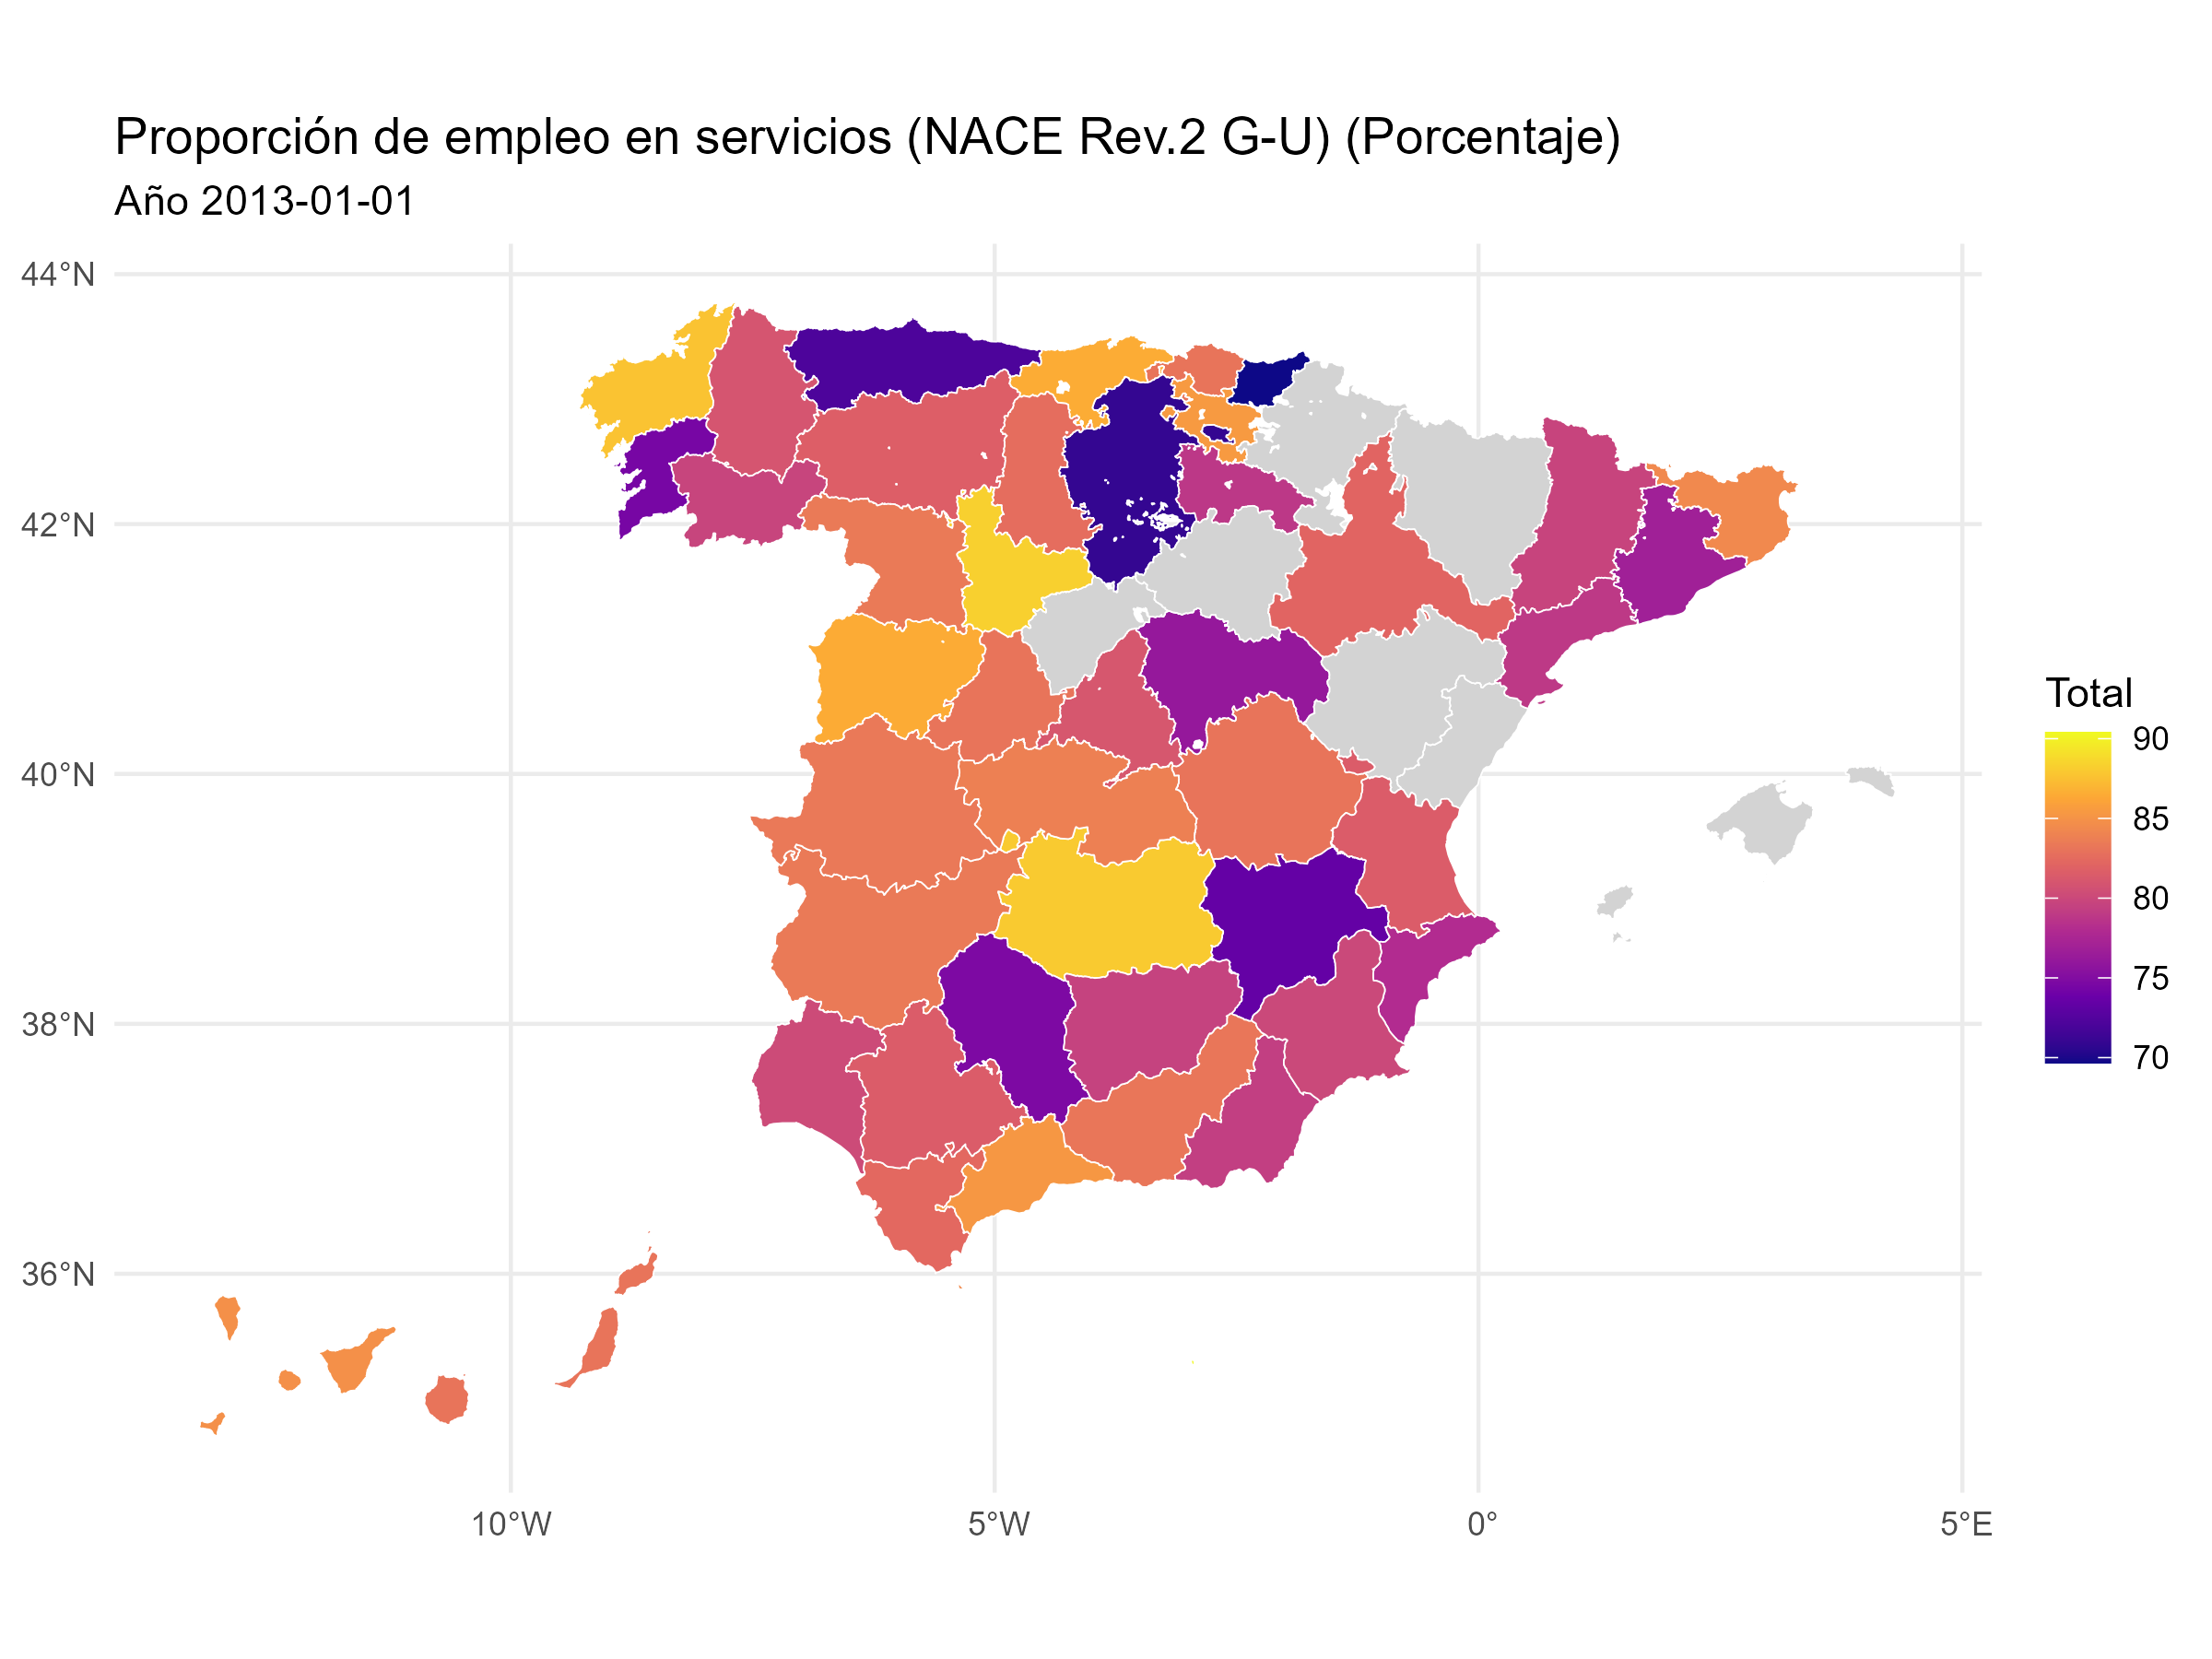 Proporción de empleo en servicios (NACE Rev.2 G-U) (Porcentaje)
Año 2013-01-01
44°N
42°N
40°N
38°N
36°N
10°W
5°W
0°
5°E
Total
90
85
80
75
70